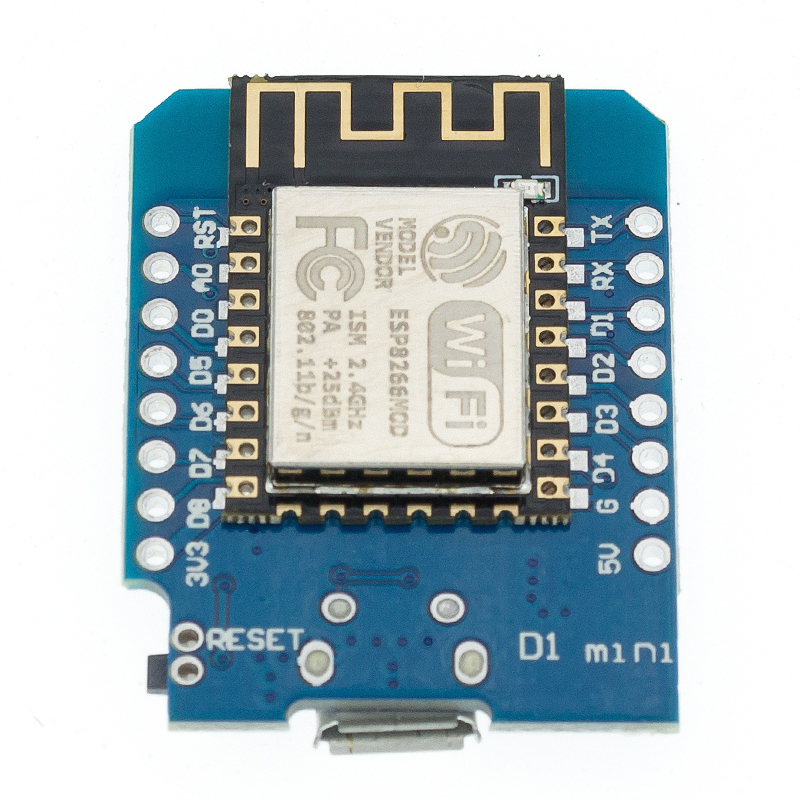 RST
A0
D0
D5
D6
D7
D8
3V3
TX
RX
D1
D2
D3
D4
G
5V
WiFi
MODEL ESP8266MOD
VENDOR
FC
ISM 2.4GHz
PA +25dBm
802.11b/g/n
RESET
D1 mini